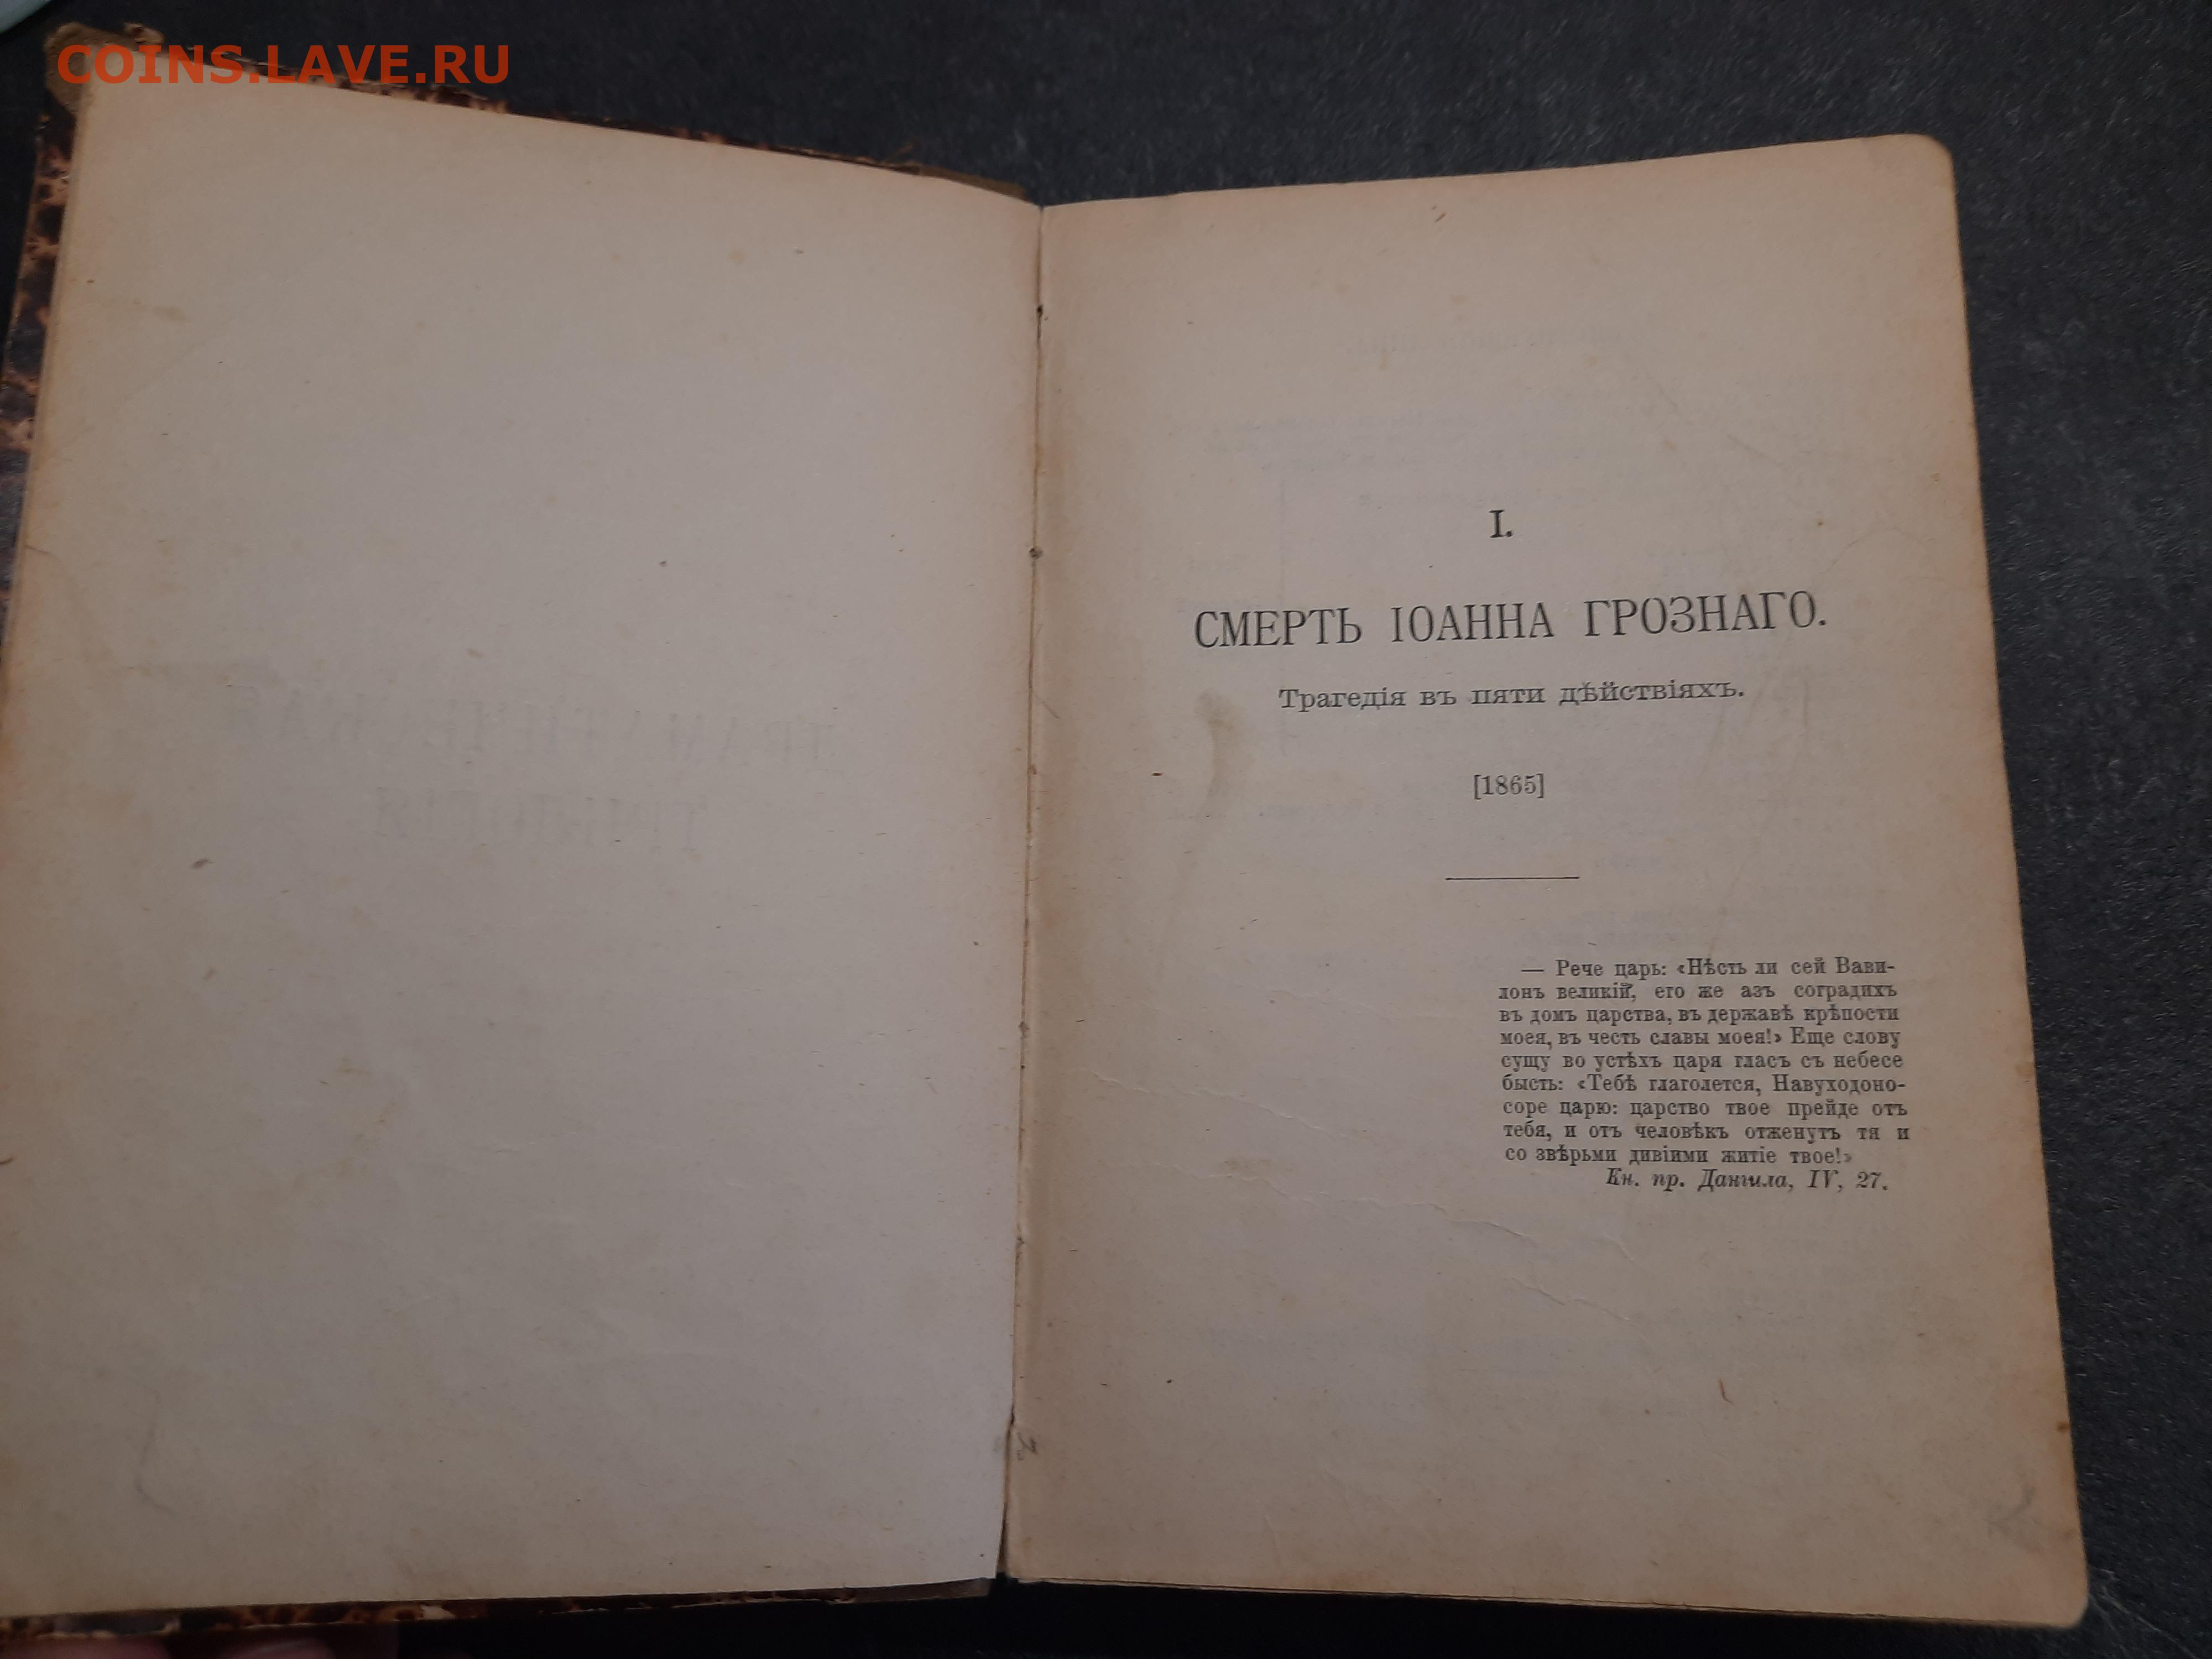 COINS.LAVE.RU
I.
СМЕРТЬ ІОАННА ГРОЗНАГО.
Трагедія въ пяти дѣйствіяхъ.
[1865]
— Рече царь: «Нѣсть ли сей Вави-
лонъ великій, его же азъ соградихъ
въ домъ царства, въ державѣ крѣпости
моея, въ честь славы моея!» Еще слову
сущу во устѣхъ царя гласъ съ небесе
бысть: «Тебѣ глаголется, Навуходоно-
соре царю: царство твое прейде отъ
тебя, и отъ человѣкъ отженутъ тя и
со звѣрьми дивіими житіе твое!»
Кн. пр. Даніила, IV, 27.